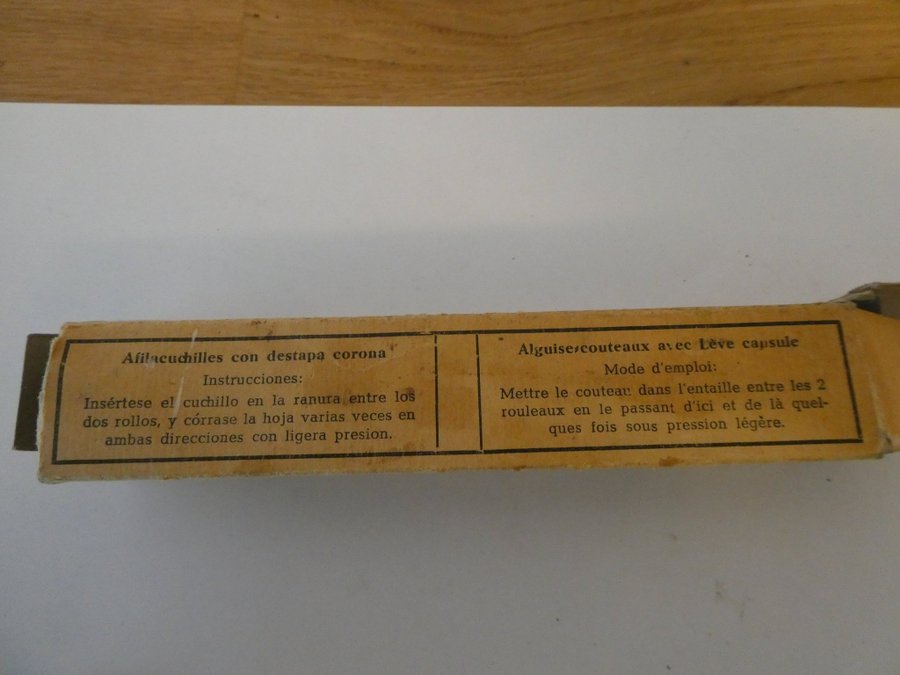 Afilacuchilles con destapa corona
Instrucciones:
Insértese el cuchillo en la ranura entre los
dos rollos, y córrase la hoja varias veces en
ambas direcciones con ligera presion.
Alguise-couteaux avec Lève capsule
Mode d'emploi:
Mettre le couteau dans l'entaille entre les 2
rouleaux en le passant d'ici et de là quel-
ques fois sous pression légère.